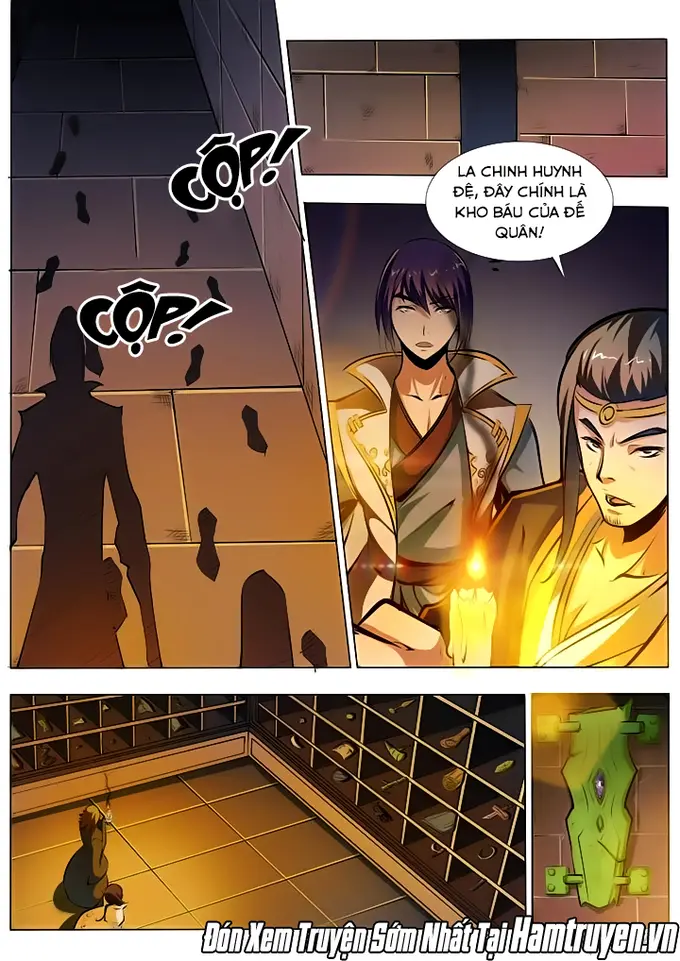 CỘP!
CỘP!
LA CHINH HUYNH
ĐỆ, ĐÂY CHÍNH LÀ
KHO BÁU CỦA ĐẾ
QUÂN!
Đón Xem Truyện Sớm Nhất Tại Hamtruyen.vn